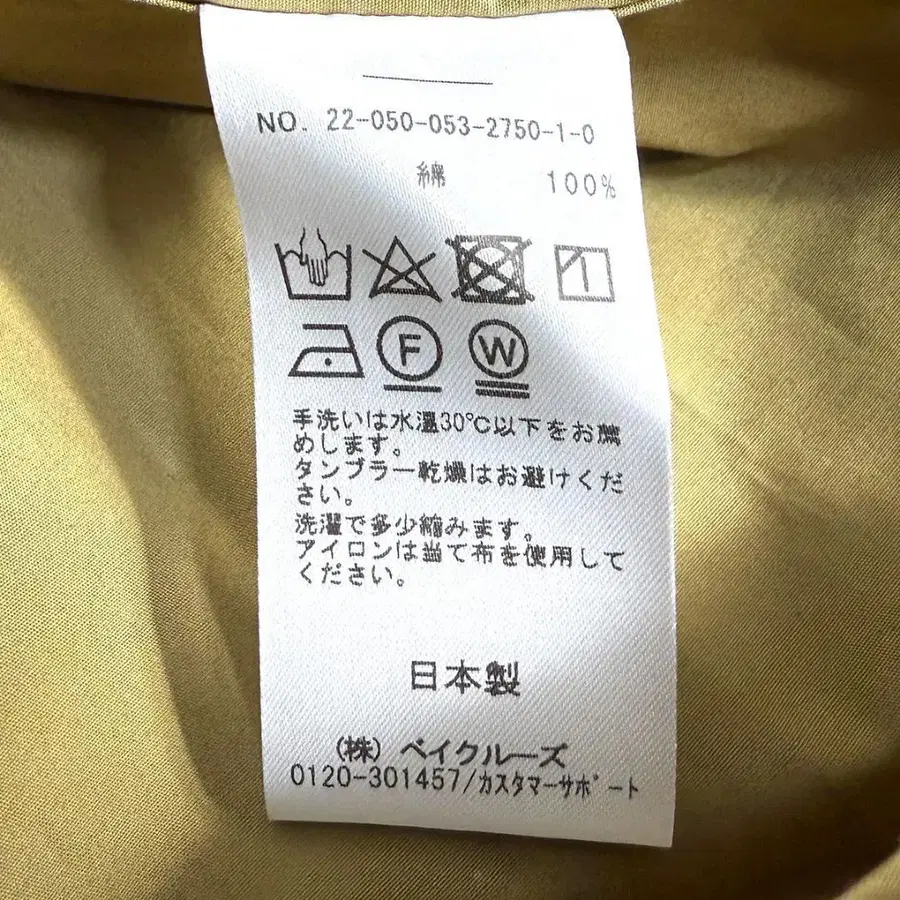 NO. 22-050-053-2750-1-0
綿 100%
F W
手洗いは水温30℃以下をお薦
めします。
タンブラー乾燥はお避けくだ
さい。
洗濯で多少縮みます。
アイロンは当て布を使用して
ください。
日本製
(株) ベイクルーズ
0120-301457/カスタマーサポート